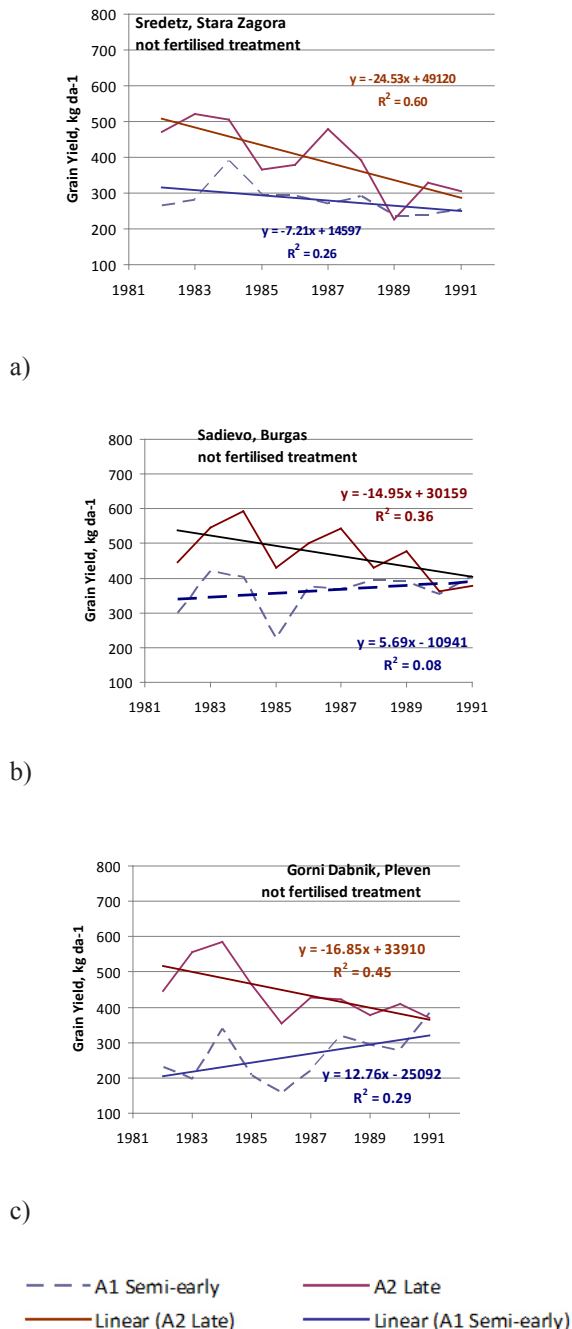 Sredetz, Stara Zagora
not fertilised treatment
Grain Yield, kg da-1
800
700
600
500
400
300
200
100
y = -24.53x + 49120
R2 = 0.60
y = -7.21x + 14597
R2 = 0.26
1981 1983 1985 1987 1989 1991
a)
Sadievo, Burgas
not fertilised treatment
Grain Yield, kg da-1
800
700
600
500
400
300
200
100
y = -14.95x + 30159
R2 = 0.36
y = 5.69x - 10941
R2 = 0.08
1981 1983 1985 1987 1989 1991
b)
Gorni Dabnik, Pleven
not fertilised treatment
Grain Yield, kg da-1
800
700
600
500
400
300
200
100
y = -16.85x + 33910
R2 = 0.45
y = 12.76x - 25092
R2 = 0.29
1981 1983 1985 1987 1989 1991
c)
A1 Semi-early A2 Late
Linear (A2 Late) Linear (A1 Semi-early)